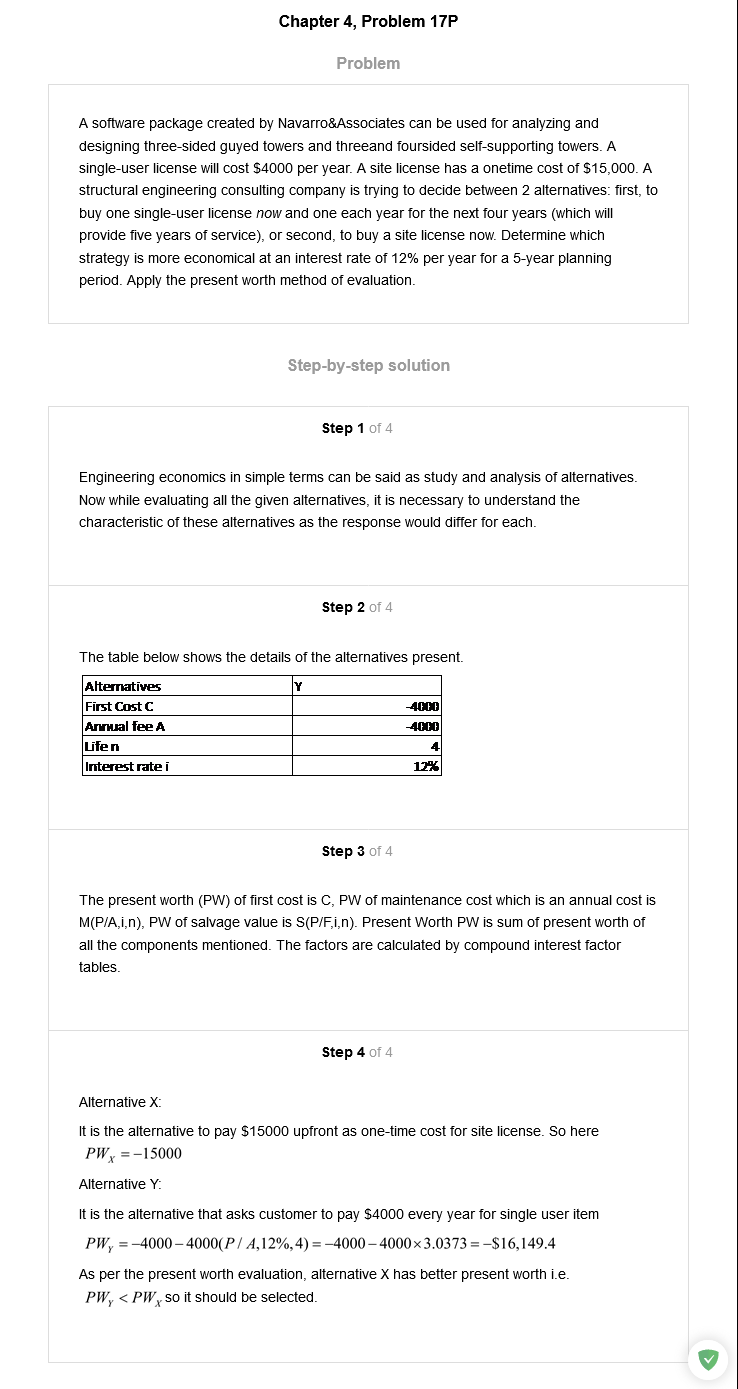 Chapter 4, Problem 17P
Problem
A software package created by Navarro&Associates can be used for analyzing and
designing three-sided guyed towers and threeand foursided self-supporting towers. A
single-user license will cost $4000 per year. A site license has a onetime cost of $15,000. A
structural engineering consulting company is trying to decide between 2 alternatives: first, to
buy one single-user license now and one each year for the next four years (which will
provide five years of service), or second, to buy a site license now. Determine which
strategy is more economical at an interest rate of 12% per year for a 5-year planning
period. Apply the present worth method of evaluation.
Step-by-step solution
Step 1 of 4
Engineering economics in simple terms can be said as study and analysis of alternatives.
Now while evaluating all the given alternatives, it is necessary to understand the
characteristic of these alternatives as the response would differ for each.
Step 2 of 4
The table below shows the details of the alternatives present.
Alternatives Y
First Cost C -4000
Annual fee A -4000
Life n 4
Interest rate i 12%
Step 3 of 4
The present worth (PW) of first cost is C, PW of maintenance cost which is an annual cost is
M(P/A,i,n), PW of salvage value is S(P/F,i,n). Present Worth PW is sum of present worth of
all the components mentioned. The factors are calculated by compound interest factor
tables.
Step 4 of 4
Alternative X:
It is the alternative to pay $15000 upfront as one-time cost for site license. So here
PW_X = −15000
Alternative Y:
It is the alternative that asks customer to pay $4000 every year for single user item
PW_Y = −4000 − 4000(P / A,12%,4) = −4000 − 4000×3.0373 = −$16,149.4
As per the present worth evaluation, alternative X has better present worth i.e.
PW_Y < PW_X so it should be selected.